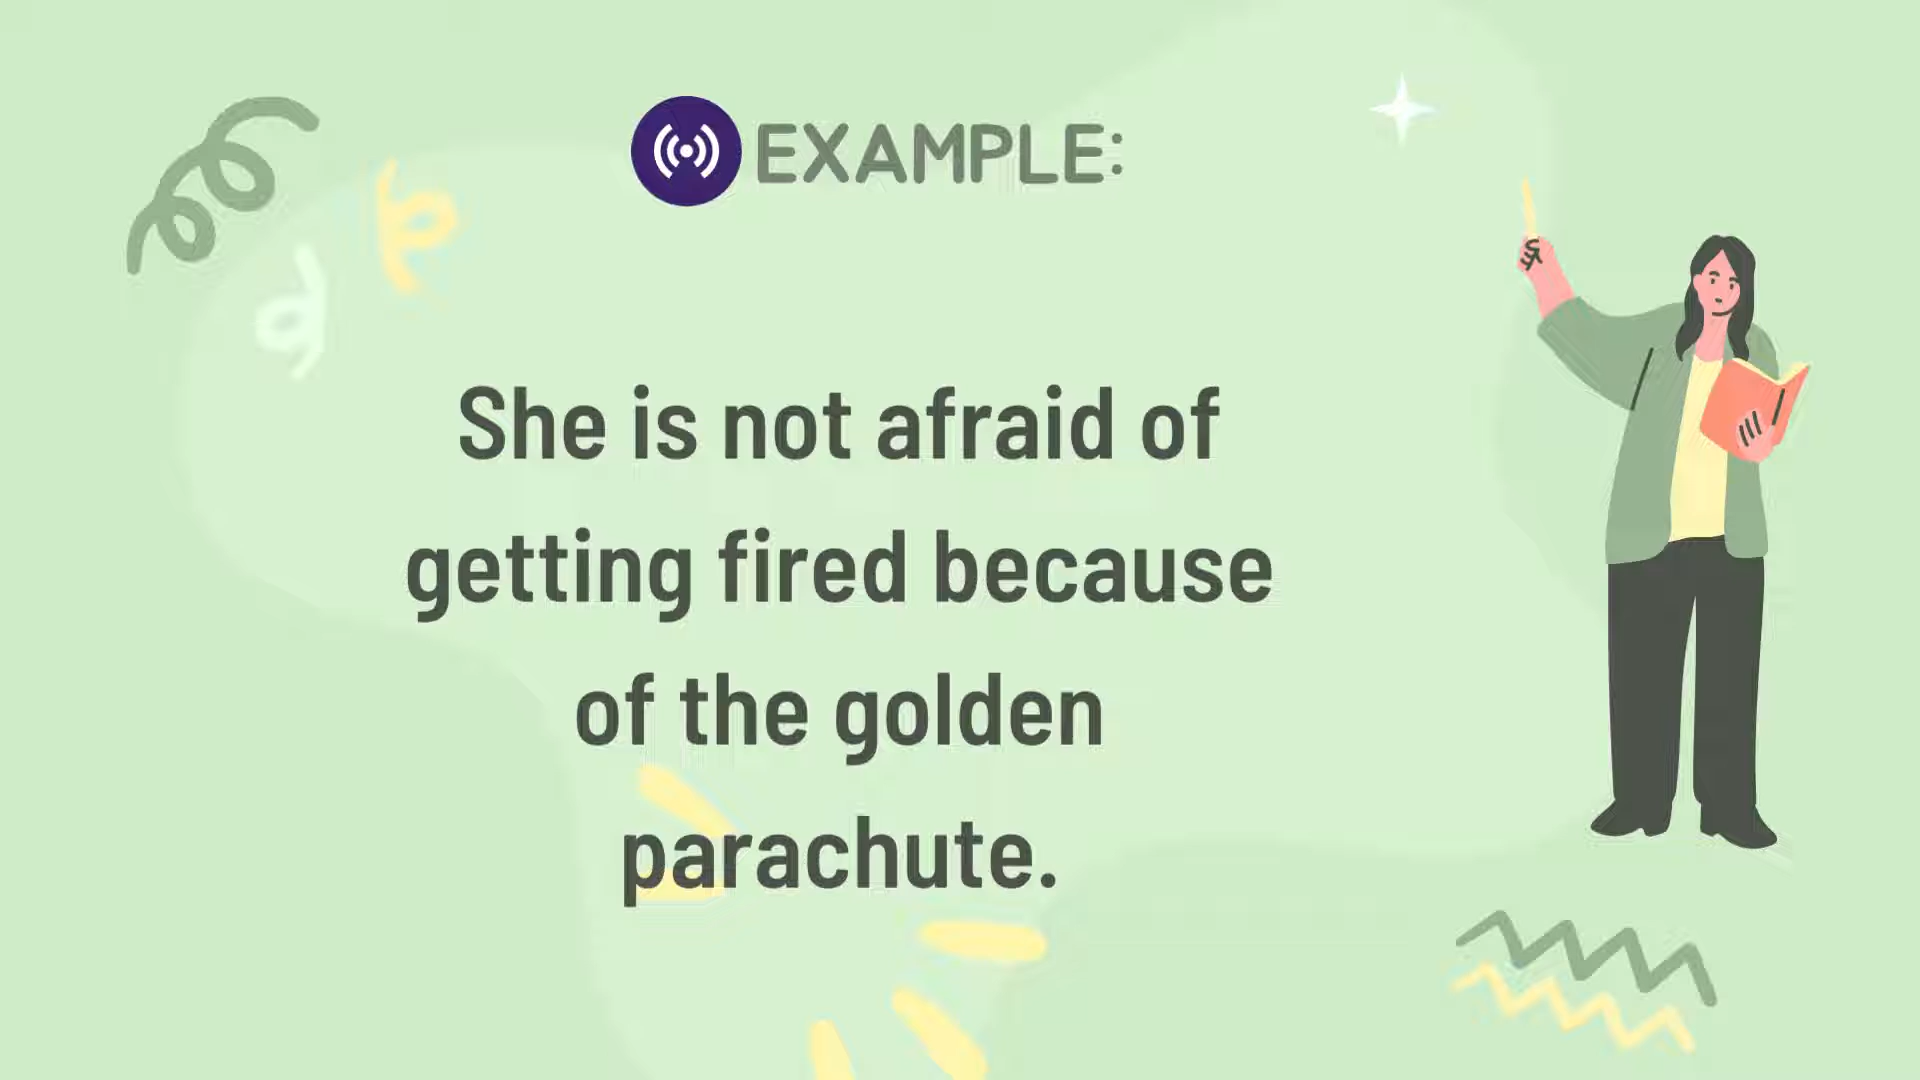 EXAMPLE:
She is not afraid of
getting fired because
of the golden
parachute.